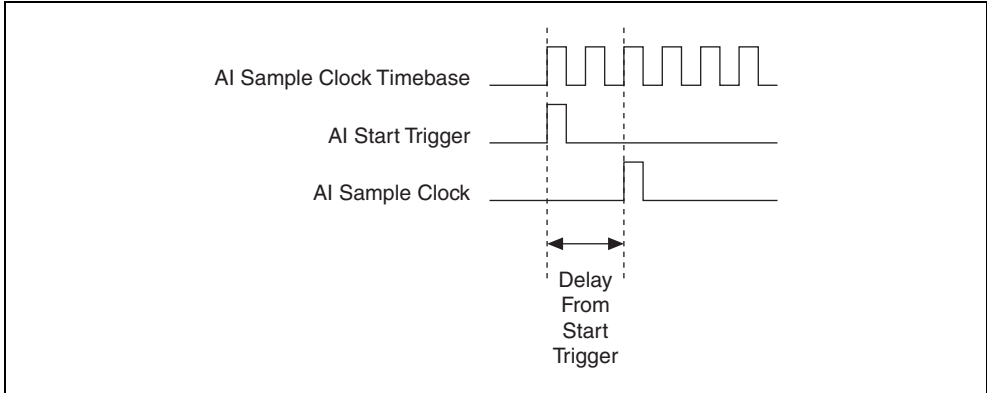 AI Sample Clock Timebase
AI Start Trigger
AI Sample Clock
Delay
From
Start
Trigger